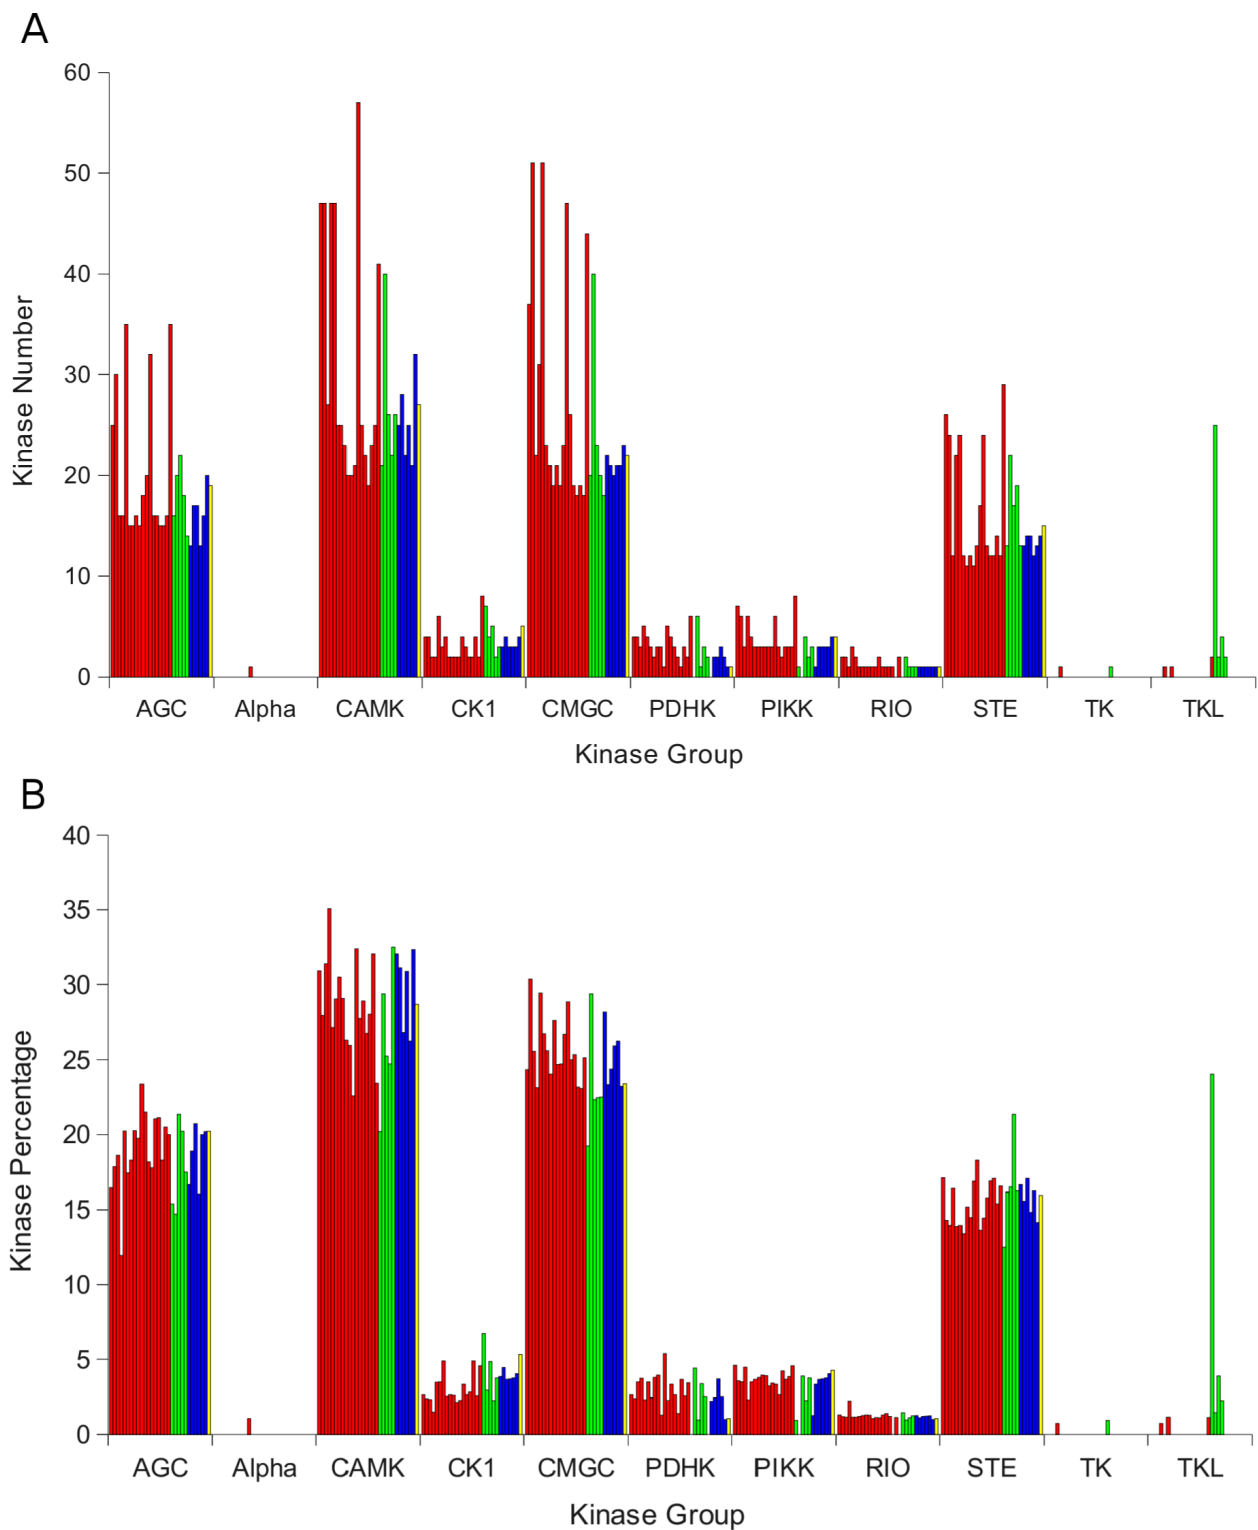 A
60
50
40
30
20
10
0
Kinase Number
AGC Alpha CAMK CK1 CMGC PDHK PIKK RIO STE TK TKL
Kinase Group
B
40
35
30
25
20
15
10
5
0
Kinase Percentage
AGC Alpha CAMK CK1 CMGC PDHK PIKK RIO STE TK TKL
Kinase Group